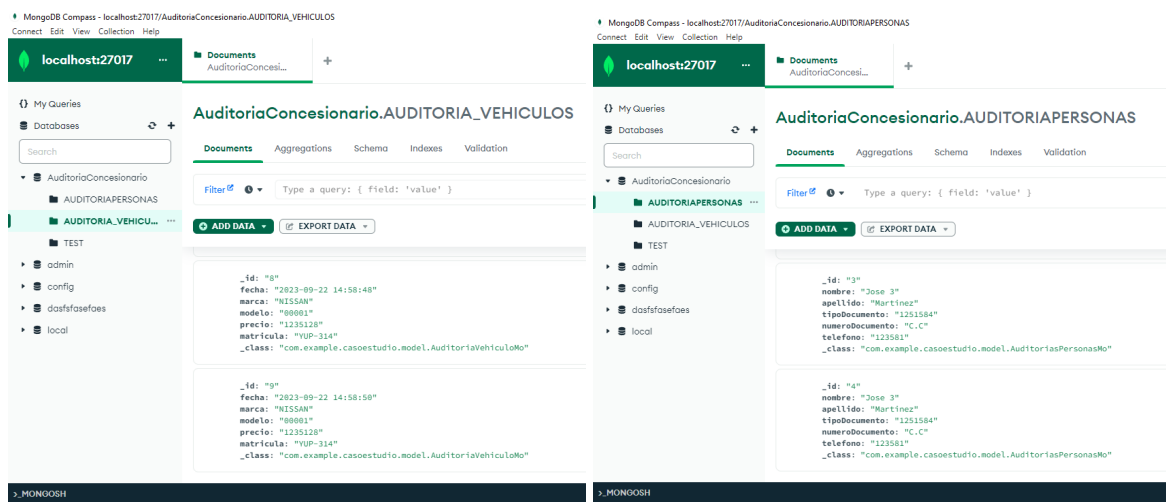 MongoDB Compass - localhost:27017/AuditoriaConcesionario.AUDITORIA_VEHICULOS
Connect Edit View Collection Help
localhost:27017 ...
Documents
AuditoriaConcesi...
+
{} My Queries
Databases
Search
AuditoriaConcesionario
AUDITORIAPERSONAS
AUDITORIA_VEHICU... ...
TEST
admin
config
dasfsfasefaes
local
AuditoriaConcesionario.AUDITORIA_VEHICULOS
Documents Aggregations Schema Indexes Validation
Filter Type a query: { field: 'value' }
ADD DATA EXPORT DATA
_id: "8"
fecha: "2023-09-22 14:58:48"
marca: "NISSAN"
modelo: "00001"
precio: "1235128"
matricula: "YUP-314"
_class: "com.example.casoestudio.model.AuditoriaVehiculoMo"
_id: "9"
fecha: "2023-09-22 14:58:50"
marca: "NISSAN"
modelo: "00001"
precio: "1235128"
matricula: "YUP-314"
_class: "com.example.casoestudio.model.AuditoriaVehiculoMo"
>_MONGOSH
MongoDB Compass - localhost:27017/AuditoriaConcesionario.AUDITORIAPERSONAS
Connect Edit View Collection Help
localhost:27017 ...
Documents
AuditoriaConcesi...
+
{} My Queries
Databases
Search
AuditoriaConcesionario
AUDITORIAPERSONAS ...
AUDITORIA_VEHICULOS
TEST
admin
config
dasfsfasefaes
local
AuditoriaConcesionario.AUDITORIAPERSONAS
Documents Aggregations Schema Indexes Validation
Filter Type a query: { field: 'value' }
ADD DATA EXPORT DATA
_id: "3"
nombre: "Jose 3"
apellido: "Martinez"
tipoDocumento: "1251584"
numeroDocumento: "C.C"
telefono: "123581"
_class: "com.example.casoestudio.model.AuditoriasPersonasMo"
_id: "4"
nombre: "Jose 3"
apellido: "Martinez"
tipoDocumento: "1251584"
numeroDocumento: "C.C"
telefono: "123581"
_class: "com.example.casoestudio.model.AuditoriasPersonasMo"
>_MONGOSH